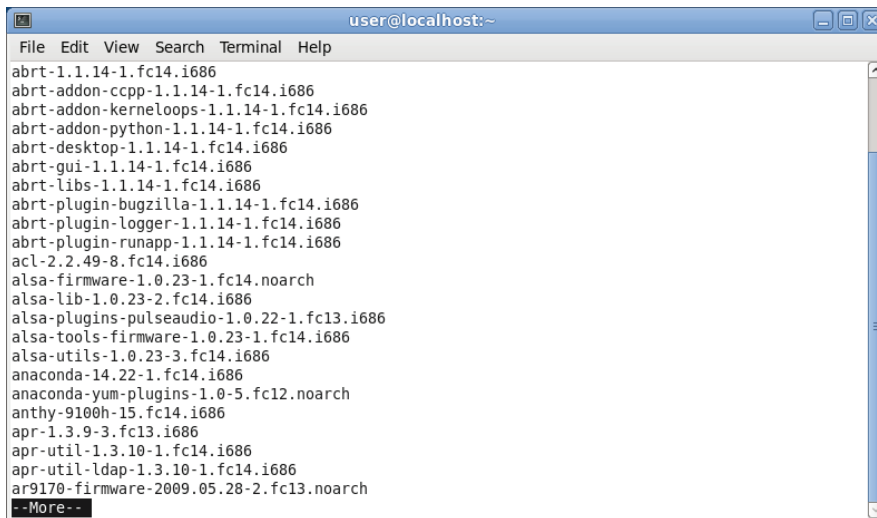 user@localhost:~
File Edit View Search Terminal Help
abrt-1.1.14-1.fc14.i686
abrt-addon-ccpp-1.1.14-1.fc14.i686
abrt-addon-kerneloops-1.1.14-1.fc14.i686
abrt-addon-python-1.1.14-1.fc14.i686
abrt-desktop-1.1.14-1.fc14.i686
abrt-gui-1.1.14-1.fc14.i686
abrt-libs-1.1.14-1.fc14.i686
abrt-plugin-bugzilla-1.1.14-1.fc14.i686
abrt-plugin-logger-1.1.14-1.fc14.i686
abrt-plugin-runapp-1.1.14-1.fc14.i686
acl-2.2.49-8.fc14.i686
alsa-firmware-1.0.23-1.fc14.noarch
alsa-lib-1.0.23-2.fc14.i686
alsa-plugins-pulseaudio-1.0.22-1.fc13.i686
alsa-tools-firmware-1.0.23-1.fc14.i686
alsa-utils-1.0.23-3.fc14.i686
anaconda-14.22-1.fc14.i686
anaconda-yum-plugins-1.0-5.fc12.noarch
anthy-9100h-15.fc14.i686
apr-1.3.9-3.fc13.i686
apr-util-1.3.10-1.fc14.i686
apr-util-ldap-1.3.10-1.fc14.i686
ar9170-firmware-2009.05.28-2.fc13.noarch
--More--